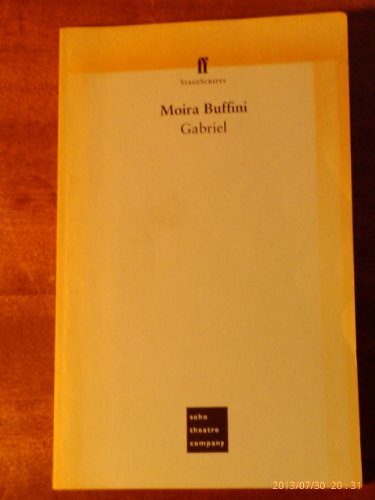 ff
STAGESCRIPTS
Moira Buffini
Gabriel
soho
theatre
company
2013/07/30 20:31